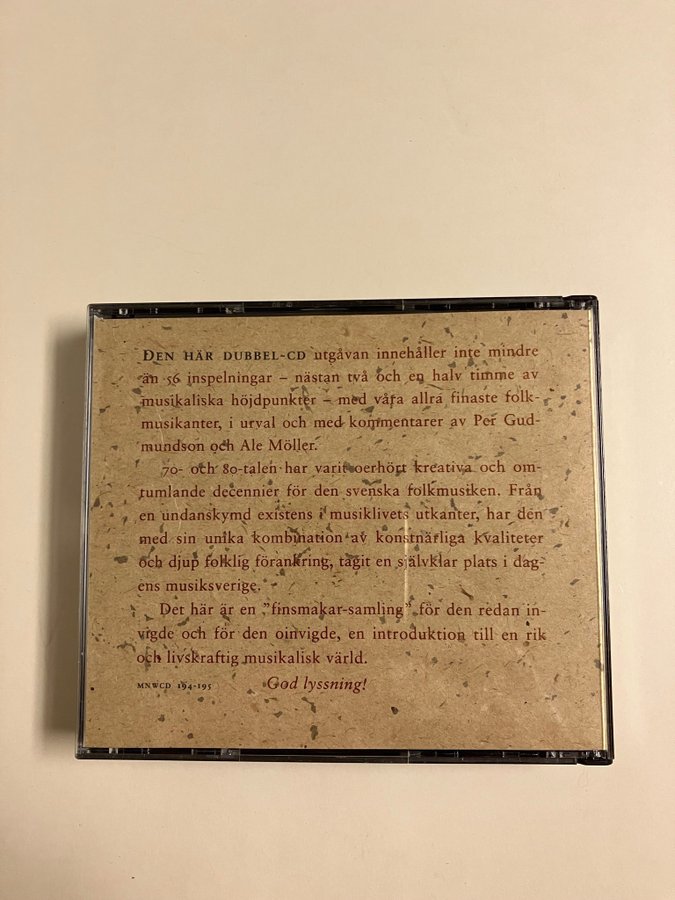 DEN HÄR DUBBEL-CD utgåvan innehåller inte mindre
än 56 inspelningar – nästan två och en halv timme av
musikaliska höjdpunkter – med våra allra finaste folk-
musikanter, i urval och med kommentarer av Per Gud-
mundson och Ale Möller.
70- och 80-talen har varit oerhört kreativa och om-
tumlande decennier för den svenska folkmusiken. Från
en undanskymd existens i musiklivets utkanter, har den
med sin unika kombination av konstnärliga kvaliteter
och djup folklig förankring, tagit en självklar plats i dag-
ens musiksverige.
Det här är en ”finsmakar-samling” för den redan in-
vigde och för den oinvigde, en introduktion till en rik
och livskraftig musikalisk värld.
MNWCD 194-195 God lyssning!